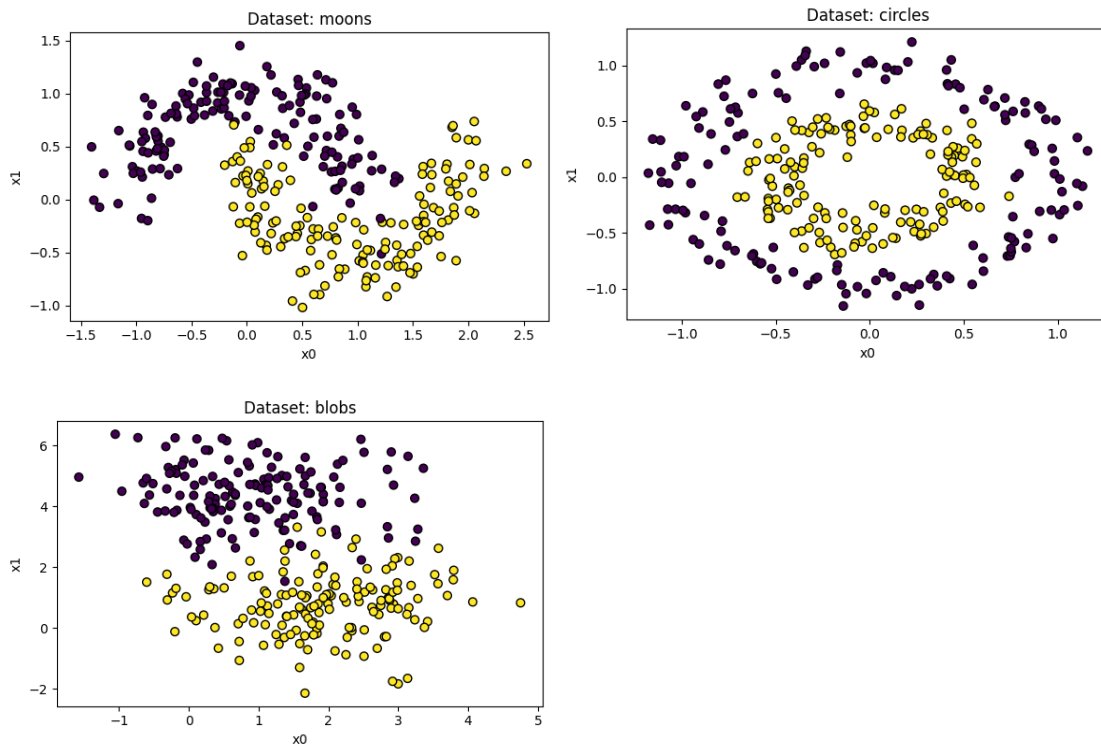 Dataset: moons
1.5
1.0
0.5
0.0
−0.5
−1.0
x1
−1.5 −1.0 −0.5 0.0 0.5 1.0 1.5 2.0 2.5
x0
Dataset: circles
1.0
0.5
0.0
−0.5
−1.0
x1
−1.0 −0.5 0.0 0.5 1.0
x0
Dataset: blobs
6
4
2
0
−2
x1
−1 0 1 2 3 4 5
x0